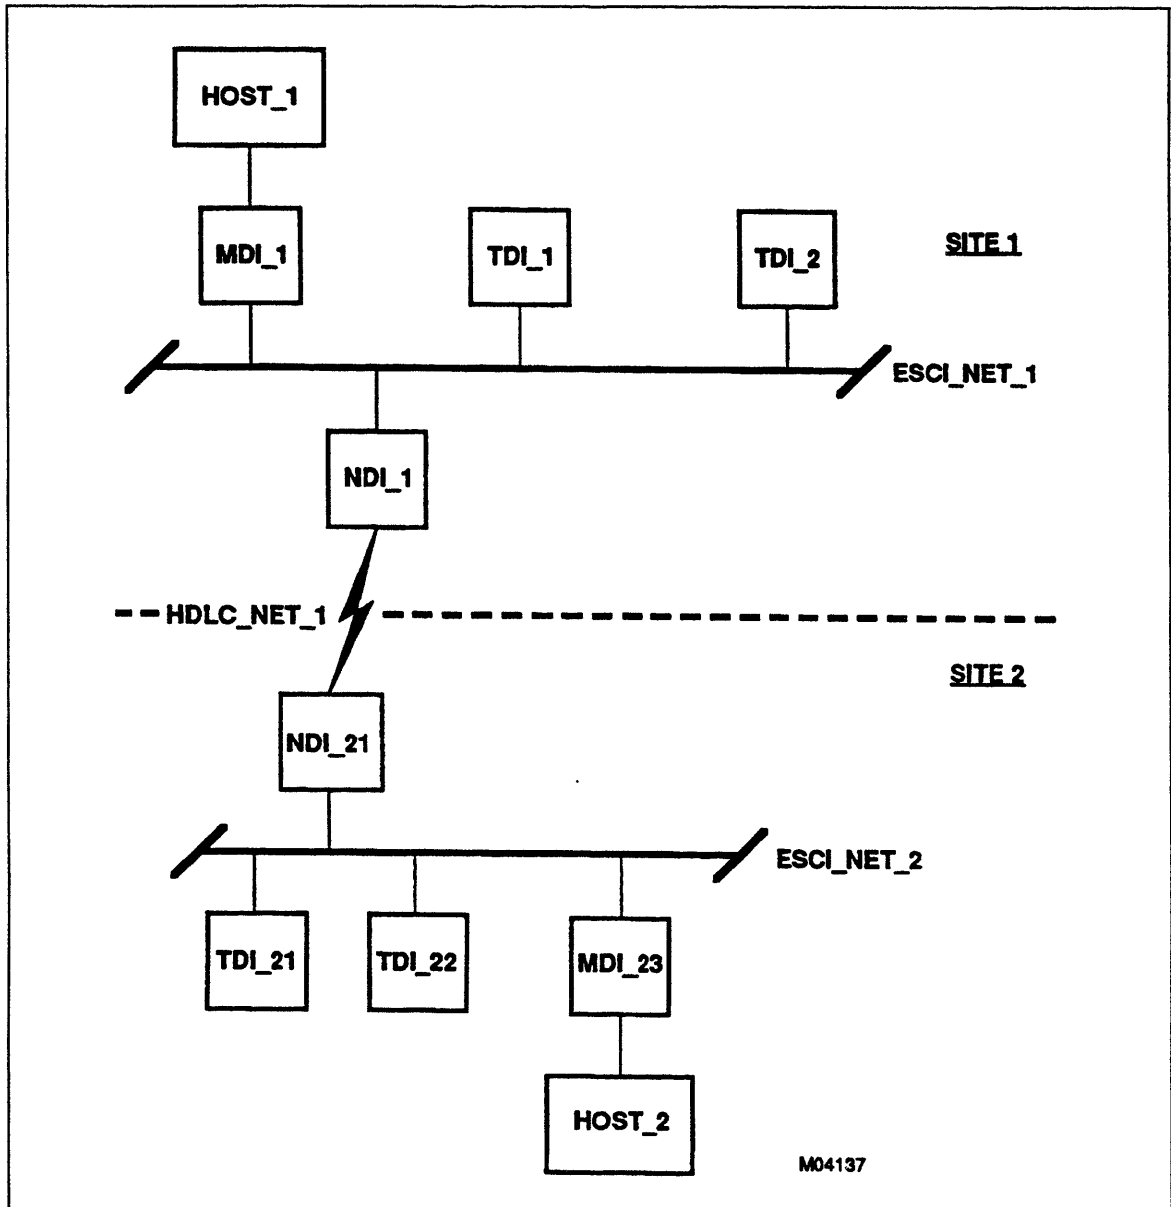 HOST_1
MDI_1
TDI_1
TDI_2
SITE 1
ESCI_NET_1
NDI_1
HDLC_NET_1
SITE 2
NDI_21
ESCI_NET_2
TDI_21
TDI_22
MDI_23
HOST_2
M04137